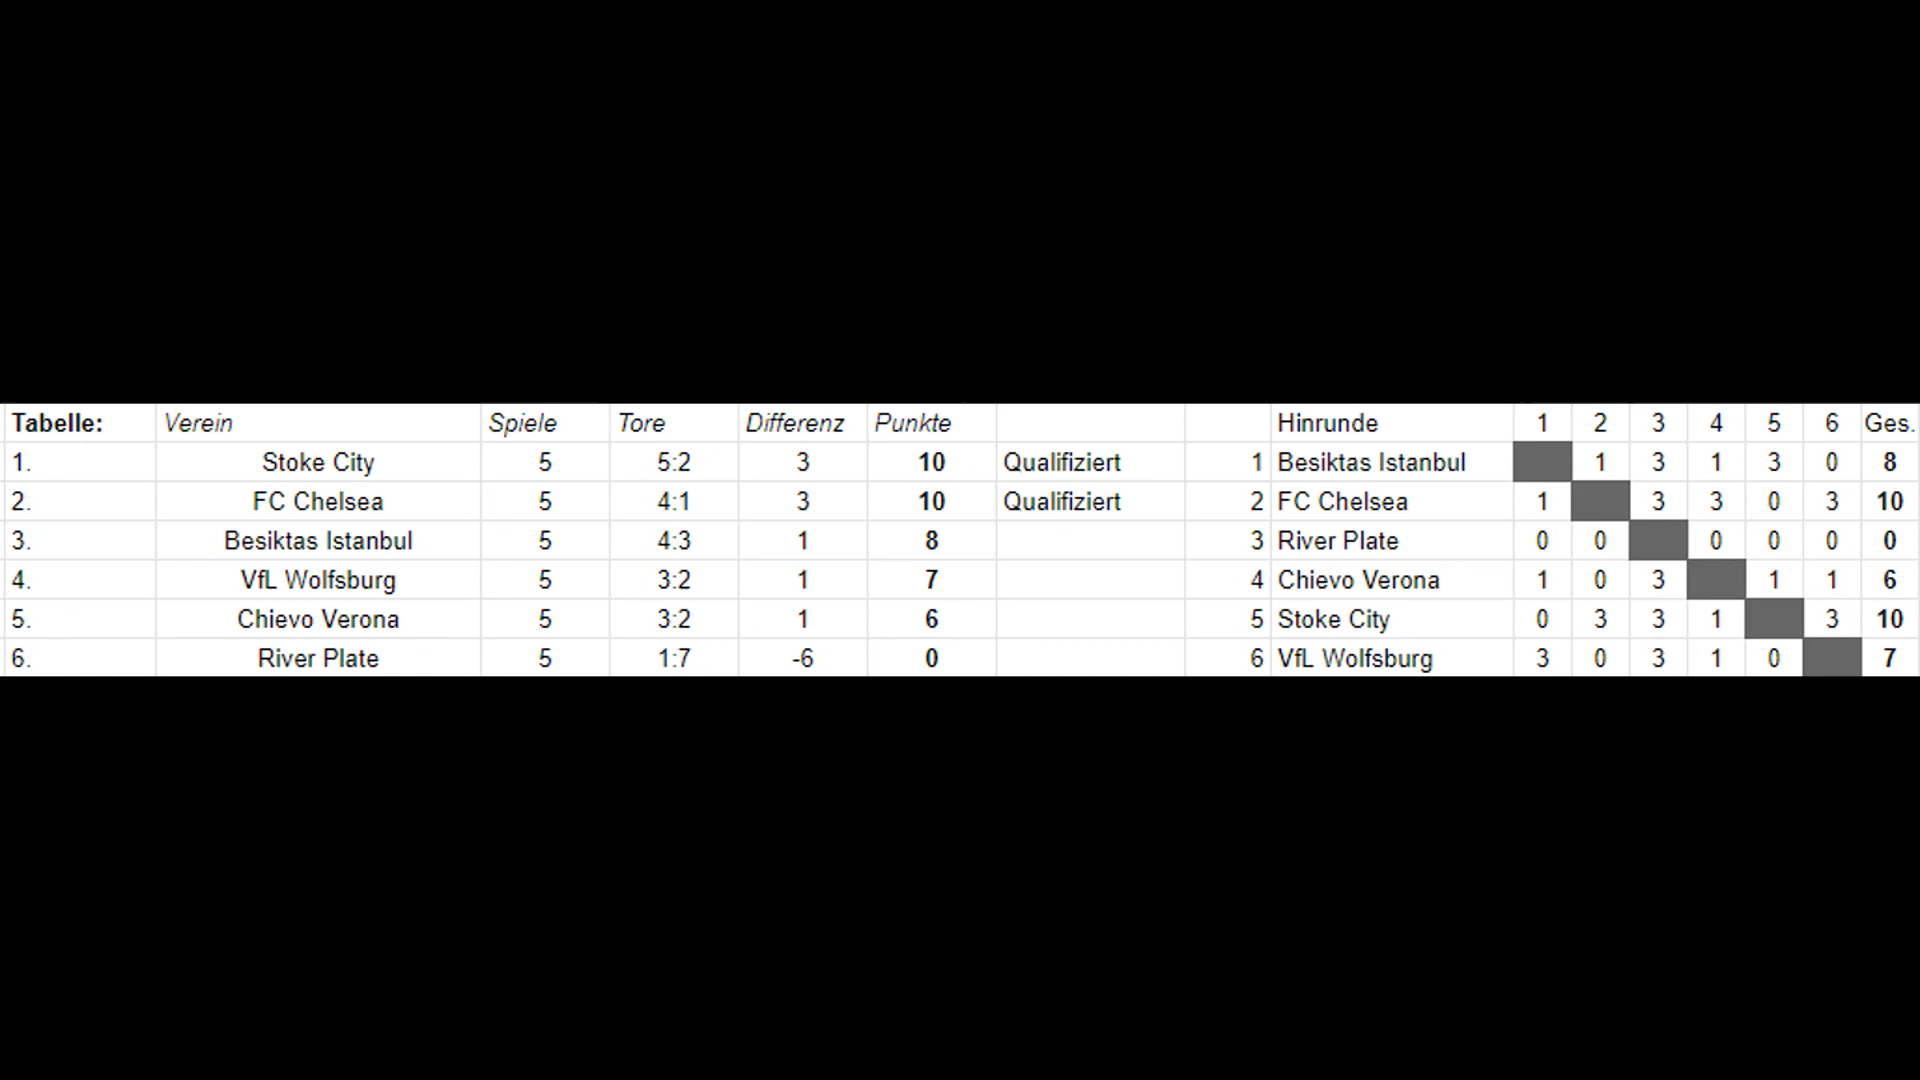 Tabelle: Verein Spiele Tore Differenz Punkte Hinrunde 1 2 3 4 5 6 Ges.
1. Stoke City 5 5:2 3 10 Qualifiziert 1 Besiktas Istanbul 1 3 1 3 0 8
2. FC Chelsea 5 4:1 3 10 Qualifiziert 2 FC Chelsea 1 3 3 0 3 10
3. Besiktas Istanbul 5 4:3 1 8 3 River Plate 0 0 0 0 0 0
4. VfL Wolfsburg 5 3:2 1 7 4 Chievo Verona 1 0 3 1 1 6
5. Chievo Verona 5 3:2 1 6 5 Stoke City 0 3 3 1 3 10
6. River Plate 5 1:7 -6 0 6 VfL Wolfsburg 3 0 3 1 0 7